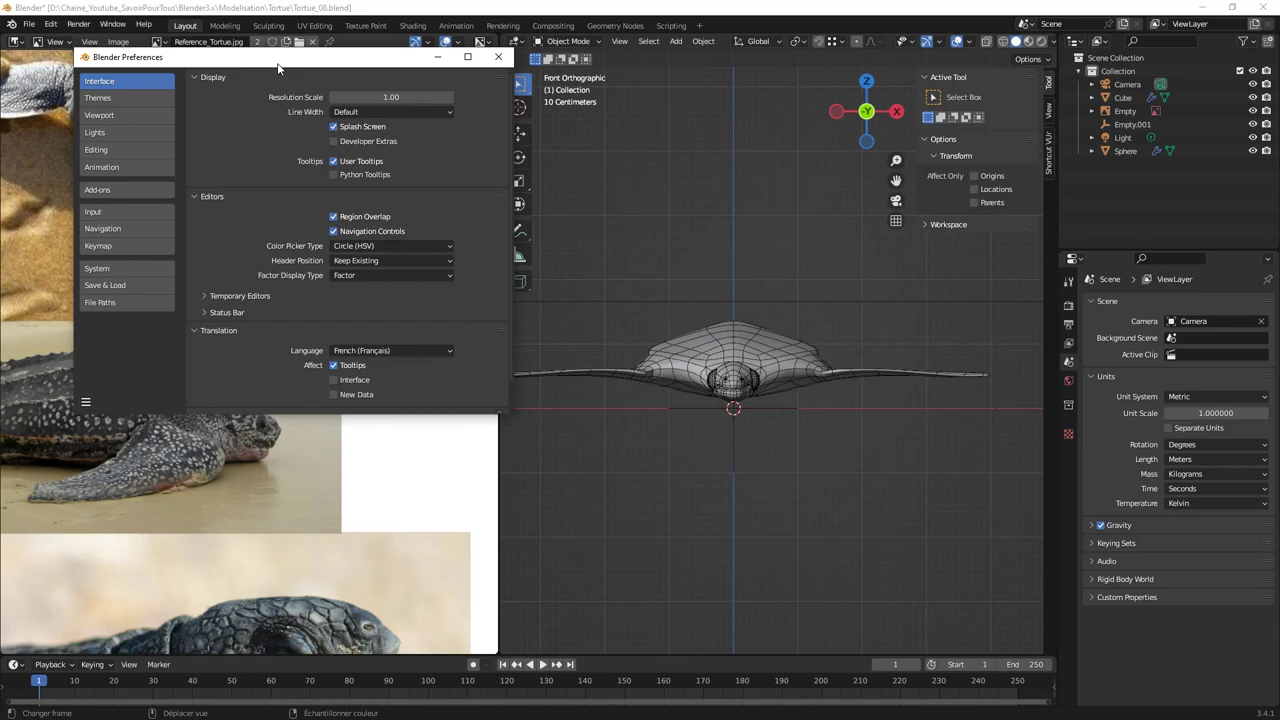 Blender* [D:\Chaine_Youtube_SavoirPourTous\Blender3.x\Modelisation\Tortue\Tortue_08.blend]
File Edit Render Window Help Layout Modeling Sculpting UV Editing Texture Paint Shading Animation Rendering Compositing Geometry Nodes Scripting Scene ViewLayer
View View Image Reference_Tortue.jpg 2 Object Mode View Select Add Object Global
Options
Blender Preferences
Interface
Themes
Viewport
Lights
Editing
Animation
Add-ons
Input
Navigation
Keymap
System
Save & Load
File Paths
Display
Resolution Scale 1.00
Line Width Default
Splash Screen
Developer Extras
Tooltips User Tooltips
Python Tooltips
Editors
Region Overlap
Navigation Controls
Color Picker Type Circle (HSV)
Header Position Keep Existing
Factor Display Type Factor
Temporary Editors
Status Bar
Translation
Language French (Français)
Affect Tooltips
Interface
New Data
Front Orthographic
(1) Collection
10 Centimeters
Z
X
-Y
Active Tool
Select Box
Options
Transform
Affect Only Origins
Locations
Parents
Workspace
Tool
View
Shortcut VUr
Scene Collection
Collection
Camera
Cube
Empty
Empty.001
Light
Sphere
Scene ViewLayer
Scene
Camera Camera
Background Scene
Active Clip
Units
Unit System Metric
Unit Scale 1.000000
Separate Units
Rotation Degrees
Length Meters
Mass Kilograms
Time Seconds
Temperature Kelvin
Gravity
Keying Sets
Audio
Rigid Body World
Custom Properties
Playback Keying View Marker 1 Start 1 End 250
1 10 20 30 40 50 60 70 80 90 100 110 120 130 140 150 160 170 180 190 200 210 220 230 240 250
Changer frame Déplacer vue Échantillonner couleur 3.4.1